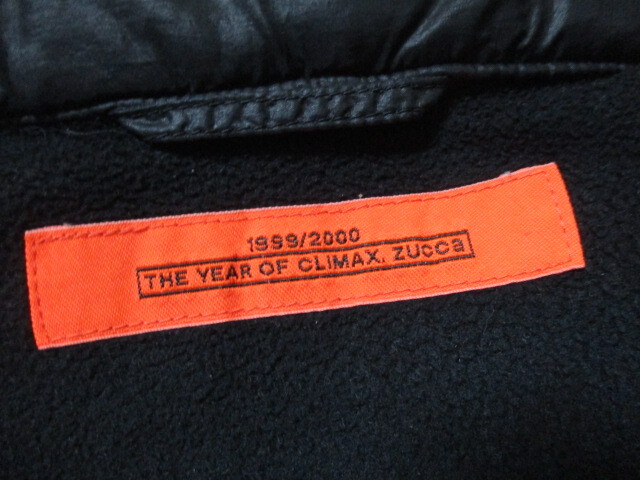 1999/2000
THE YEAR OF CLIMAX. ZUcca